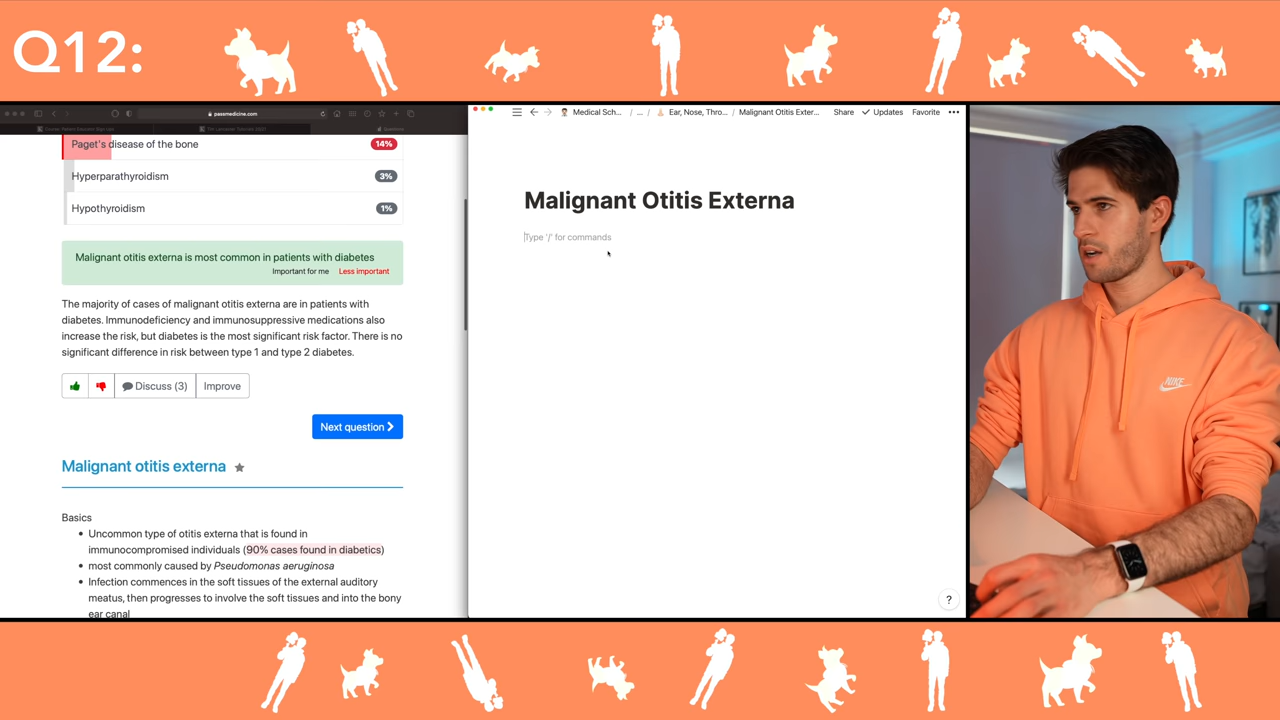 Q12:
passmedicine.com
Paget's disease of the bone
14%
Hyperparathyroidism
3%
Hypothyroidism
1%
Malignant otitis externa is most common in patients with diabetes
Important for me
Less important
The majority of cases of malignant otitis externa are in patients with
diabetes. Immunodeficiency and immunosuppressive medications also
increase the risk, but diabetes is the most significant risk factor. There is no
significant difference in risk between type 1 and type 2 diabetes.
Discuss (3)
Improve
Next question
Malignant otitis externa
Basics
Uncommon type of otitis externa that is found in
immunocompromised individuals (90% cases found in diabetics)
most commonly caused by Pseudomonas aeruginosa
Infection commences in the soft tissues of the external auditory
meatus, then progresses to involve the soft tissues and into the bony
ear canal
Medical Sch... / ... / Ear, Nose, Thro... / Malignant Otitis Exter...
Share
Updates
Favorite
Malignant Otitis Externa
Type '/' for commands
?
NIKE